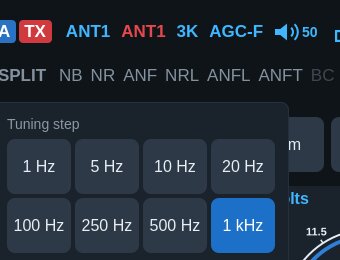 A TX ANT1 ANT1 3K AGC-F 50
SPLIT NB NR ANF NRL ANFL ANFT BC
Tuning step
1 Hz 5 Hz 10 Hz 20 Hz m
100 Hz 250 Hz 500 Hz 1 kHz lts
11.5